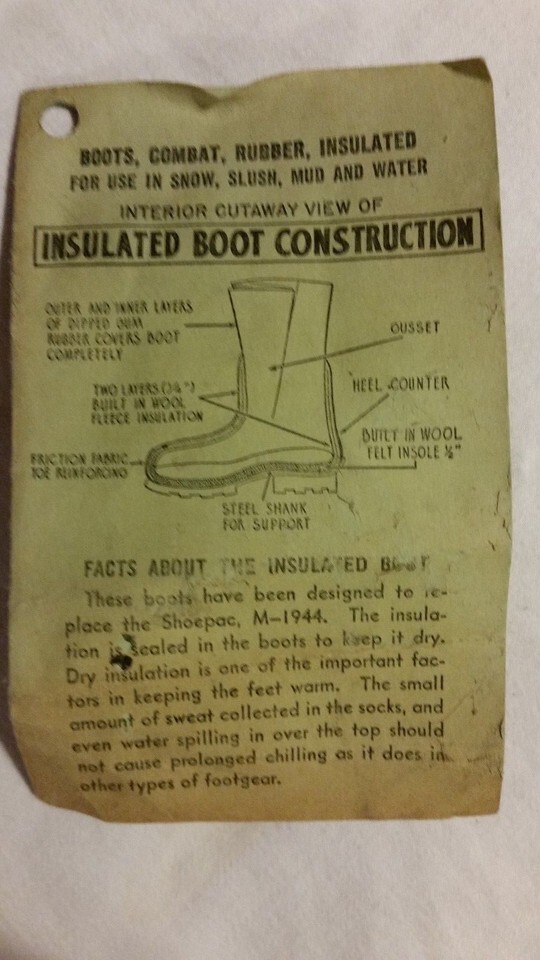 BOOTS, COMBAT, RUBBER, INSULATED
FOR USE IN SNOW, SLUSH, MUD AND WATER
INTERIOR CUTAWAY VIEW OF
INSULATED BOOT CONSTRUCTION
OUTER AND INNER LAYERS
OF DIPPED GUM
RUBBER COVERS BOOT
COMPLETELY
GUSSET
TWO LAYERS
BUILT IN WOOL
FLEECE INSULATION
HEEL COUNTER
BUILT IN WOOL
FELT INSOLE ½"
FRICTION FABRIC
TOE REINFORCING
STEEL SHANK
FOR SUPPORT
FACTS ABOUT THE INSULATED BOOT
These boots have been designed to re-
place the Shoepac, M-1944. The insula-
tion is sealed in the boots to keep it dry.
Dry insulation is one of the important fac-
tors in keeping the feet warm. The small
amount of sweat collected in the socks, and
even water spilling in over the top should
not cause prolonged chilling as it does in
other types of footgear.